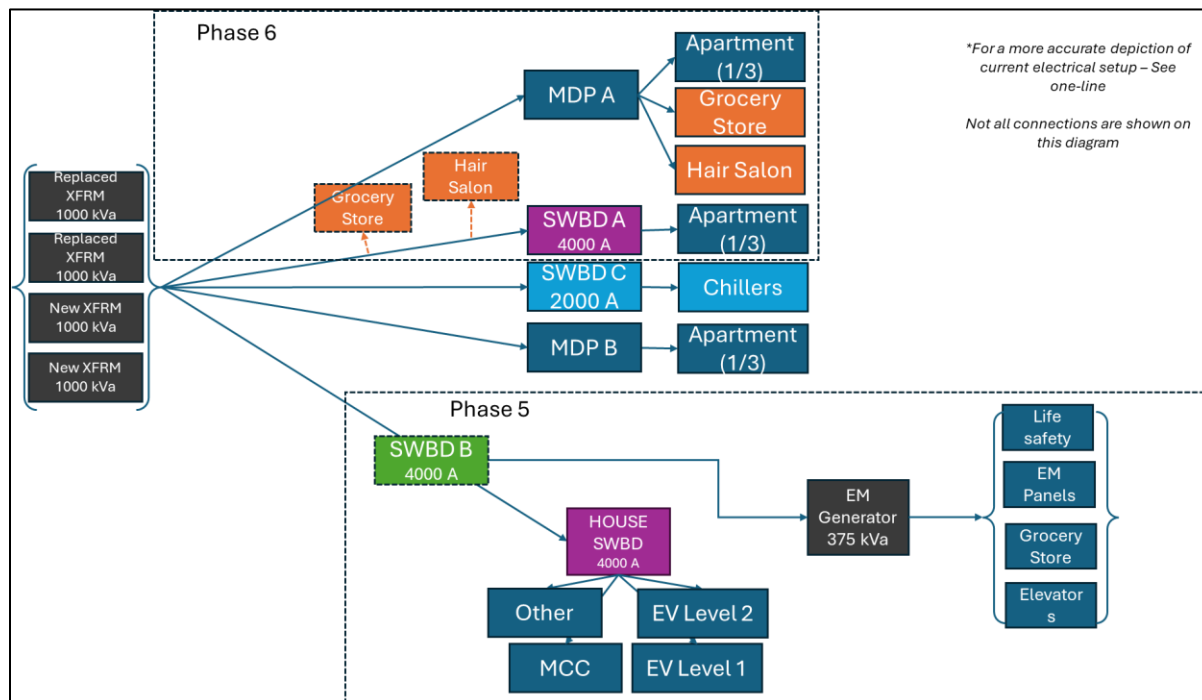 Phase 6
*For a more accurate depiction of
current electrical setup – See
one-line
Not all connections are shown on
this diagram
Replaced
XFRM
1000 kVa
Replaced
XFRM
1000 kVa
New XFRM
1000 kVa
New XFRM
1000 kVa
MDP A
Apartment
(1/3)
Grocery
Store
Hair Salon
Grocery
Store
Hair
Salon
SWBD A
4000 A
Apartment
(1/3)
SWBD C
2000 A
Chillers
MDP B
Apartment
(1/3)
Phase 5
SWBD B
4000 A
HOUSE
SWBD
4000 A
Other
EV Level 2
MCC
EV Level 1
EM
Generator
375 kVa
Life
safety
EM
Panels
Grocery
Store
Elevator
s